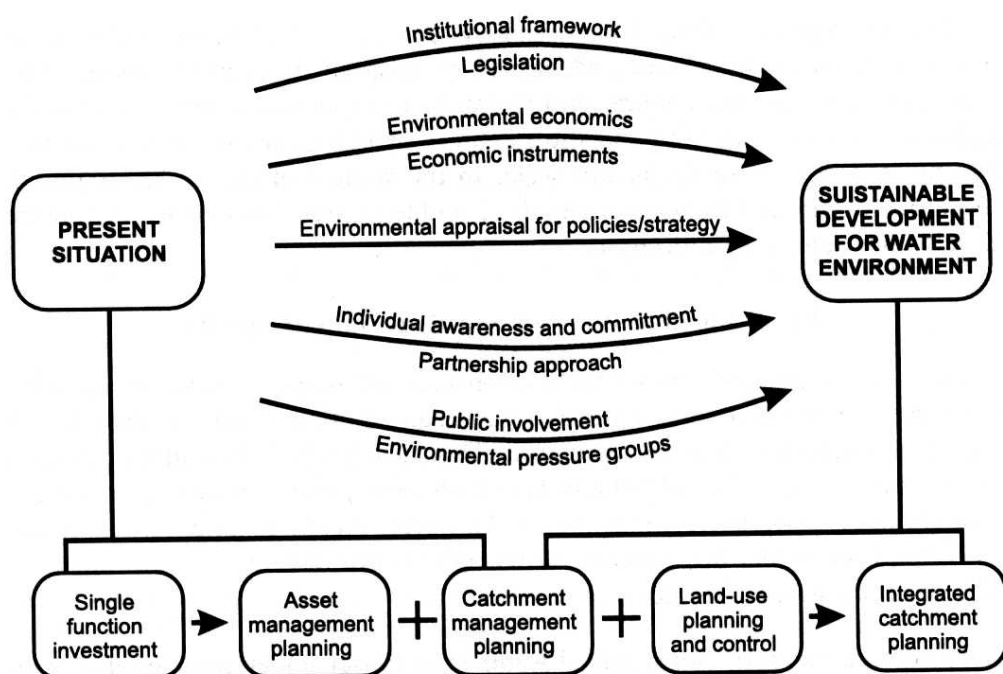 Institutional framework
Legislation
Environmental economics
Economic instruments
PRESENT
SITUATION
Environmental appraisal for policies/strategy
SUISTAINABLE
DEVELOPMENT
FOR WATER
ENVIRONMENT
Individual awareness and commitment
Partnership approach
Public involvement
Environmental pressure groups
Single
function
investment
Asset
management
planning
+
Catchment
management
planning
+
Land-use
planning
and control
Integrated
catchment
planning